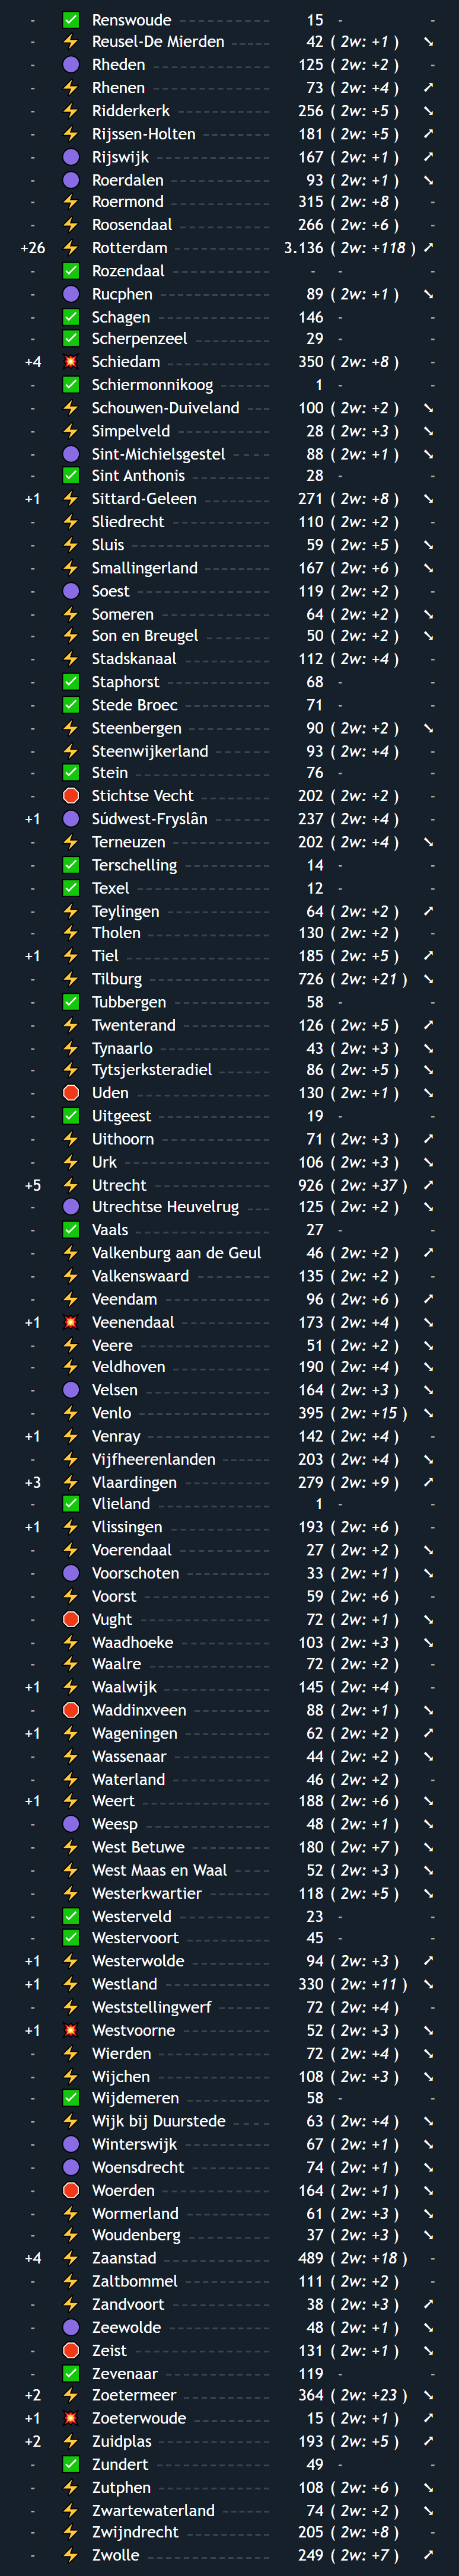 - ✅ Renswoude 15 - -
- ⚡ Reusel-De Mierden 42 ( 2w: +1 ) ➘
- 🟣 Rheden 125 ( 2w: +2 ) -
- ⚡ Rhenen 73 ( 2w: +4 ) ➚
- ⚡ Ridderkerk 256 ( 2w: +5 ) ➘
- ⚡ Rijssen-Holten 181 ( 2w: +5 ) ➚
- 🟣 Rijswijk 167 ( 2w: +1 ) ➚
- 🟣 Roerdalen 93 ( 2w: +1 ) ➘
- ⚡ Roermond 315 ( 2w: +8 ) -
- ⚡ Roosendaal 266 ( 2w: +6 ) -
+26 ⚡ Rotterdam 3.136 ( 2w: +118 ) ➚
- ✅ Rozendaal - - -
- 🟣 Rucphen 89 ( 2w: +1 ) ➘
- ✅ Schagen 146 - -
- ✅ Scherpenzeel 29 - -
+4 💥 Schiedam 350 ( 2w: +8 ) -
- ✅ Schiermonnikoog 1 - -
- ⚡ Schouwen-Duiveland 100 ( 2w: +2 ) ➘
- ⚡ Simpelveld 28 ( 2w: +3 ) ➘
- 🟣 Sint-Michielsgestel 88 ( 2w: +1 ) ➘
- ✅ Sint Anthonis 28 - -
+1 ⚡ Sittard-Geleen 271 ( 2w: +8 ) ➘
- ⚡ Sliedrecht 110 ( 2w: +2 ) -
- ⚡ Sluis 59 ( 2w: +5 ) ➘
- ⚡ Smallingerland 167 ( 2w: +6 ) ➘
- 🟣 Soest 119 ( 2w: +2 ) -
- ⚡ Someren 64 ( 2w: +2 ) ➘
- ⚡ Son en Breugel 50 ( 2w: +2 ) ➘
- ⚡ Stadskanaal 112 ( 2w: +4 ) -
- ✅ Staphorst 68 - -
- ✅ Stede Broec 71 - -
- ⚡ Steenbergen 90 ( 2w: +2 ) ➘
- ⚡ Steenwijkerland 93 ( 2w: +4 ) -
- ✅ Stein 76 - -
- 🛑 Stichtse Vecht 202 ( 2w: +2 ) -
+1 🟣 Súdwest-Fryslân 237 ( 2w: +4 ) -
- ⚡ Terneuzen 202 ( 2w: +4 ) ➘
- ✅ Terschelling 14 - -
- ✅ Texel 12 - -
- ⚡ Teylingen 64 ( 2w: +2 ) ➚
- ⚡ Tholen 130 ( 2w: +2 ) -
+1 ⚡ Tiel 185 ( 2w: +5 ) ➚
- ⚡ Tilburg 726 ( 2w: +21 ) ➘
- ✅ Tubbergen 58 - -
- ⚡ Twenterand 126 ( 2w: +5 ) ➚
- ⚡ Tynaarlo 43 ( 2w: +3 ) ➘
- ⚡ Tytsjerksteradiel 86 ( 2w: +5 ) ➘
- 🛑 Uden 130 ( 2w: +1 ) ➘
- ✅ Uitgeest 19 - -
- ⚡ Uithoorn 71 ( 2w: +3 ) ➚
- ⚡ Urk 106 ( 2w: +3 ) ➘
+5 ⚡ Utrecht 926 ( 2w: +37 ) ➚
- 🟣 Utrechtse Heuvelrug 125 ( 2w: +2 ) ➘
- ✅ Vaals 27 - -
- ⚡ Valkenburg aan de Geul 46 ( 2w: +2 ) ➚
- ⚡ Valkenswaard 135 ( 2w: +2 ) -
- ⚡ Veendam 96 ( 2w: +6 ) ➚
+1 💥 Veenendaal 173 ( 2w: +4 ) ➘
- ⚡ Veere 51 ( 2w: +2 ) ➘
- ⚡ Veldhoven 190 ( 2w: +4 ) ➘
- 🟣 Velsen 164 ( 2w: +3 ) ➘
- ⚡ Venlo 395 ( 2w: +15 ) ➘
+1 ⚡ Venray 142 ( 2w: +4 ) -
- ⚡ Vijfheerenlanden 203 ( 2w: +4 ) ➘
+3 ⚡ Vlaardingen 279 ( 2w: +9 ) ➚
- ✅ Vlieland 1 - -
+1 ⚡ Vlissingen 193 ( 2w: +6 ) -
- ⚡ Voerendaal 27 ( 2w: +2 ) ➘
- 🟣 Voorschoten 33 ( 2w: +1 ) ➘
- ⚡ Voorst 59 ( 2w: +6 ) -
- 🛑 Vught 72 ( 2w: +1 ) ➘
- ⚡ Waadhoeke 103 ( 2w: +3 ) ➘
- ⚡ Waalre 72 ( 2w: +2 ) -
+1 ⚡ Waalwijk 145 ( 2w: +4 ) -
- 🛑 Waddinxveen 88 ( 2w: +1 ) ➘
+1 ⚡ Wageningen 62 ( 2w: +2 ) ➚
- ⚡ Wassenaar 44 ( 2w: +2 ) ➘
- ⚡ Waterland 46 ( 2w: +2 ) -
+1 ⚡ Weert 188 ( 2w: +6 ) ➘
- 🟣 Weesp 48 ( 2w: +1 ) ➘
- ⚡ West Betuwe 180 ( 2w: +7 ) ➘
- ⚡ West Maas en Waal 52 ( 2w: +3 ) ➘
- ⚡ Westerkwartier 118 ( 2w: +5 ) ➘
- ✅ Westerveld 23 - -
- ✅ Westervoort 45 - -
+1 ⚡ Westerwolde 94 ( 2w: +3 ) ➚
+1 ⚡ Westland 330 ( 2w: +11 ) ➘
- ⚡ Weststellingwerf 72 ( 2w: +4 ) -
+1 💥 Westvoorne 52 ( 2w: +3 ) ➘
- ⚡ Wierden 72 ( 2w: +4 ) ➘
- ⚡ Wijchen 108 ( 2w: +3 ) ➘
- ✅ Wijdemeren 58 - -
- ⚡ Wijk bij Duurstede 63 ( 2w: +4 ) ➘
- 🟣 Winterswijk 67 ( 2w: +1 ) ➘
- 🟣 Woensdrecht 74 ( 2w: +1 ) ➘
- 🛑 Woerden 164 ( 2w: +1 ) ➘
- ⚡ Wormerland 61 ( 2w: +3 ) ➘
- ⚡ Woudenberg 37 ( 2w: +3 ) ➘
+4 ⚡ Zaanstad 489 ( 2w: +18 ) -
- ⚡ Zaltbommel 111 ( 2w: +2 ) -
- ⚡ Zandvoort 38 ( 2w: +3 ) ➚
- 🟣 Zeewolde 48 ( 2w: +1 ) ➘
- 🛑 Zeist 131 ( 2w: +1 ) ➘
- ✅ Zevenaar 119 - -
+2 ⚡ Zoetermeer 364 ( 2w: +23 ) ➘
+1 💥 Zoeterwoude 15 ( 2w: +1 ) ➚
+2 ⚡ Zuidplas 193 ( 2w: +5 ) ➚
- ✅ Zundert 49 - -
- ⚡ Zutphen 108 ( 2w: +6 ) ➘
- ⚡ Zwartewaterland 74 ( 2w: +2 ) ➘
- ⚡ Zwijndrecht 205 ( 2w: +8 ) -
- ⚡ Zwolle 249 ( 2w: +7 ) ➚